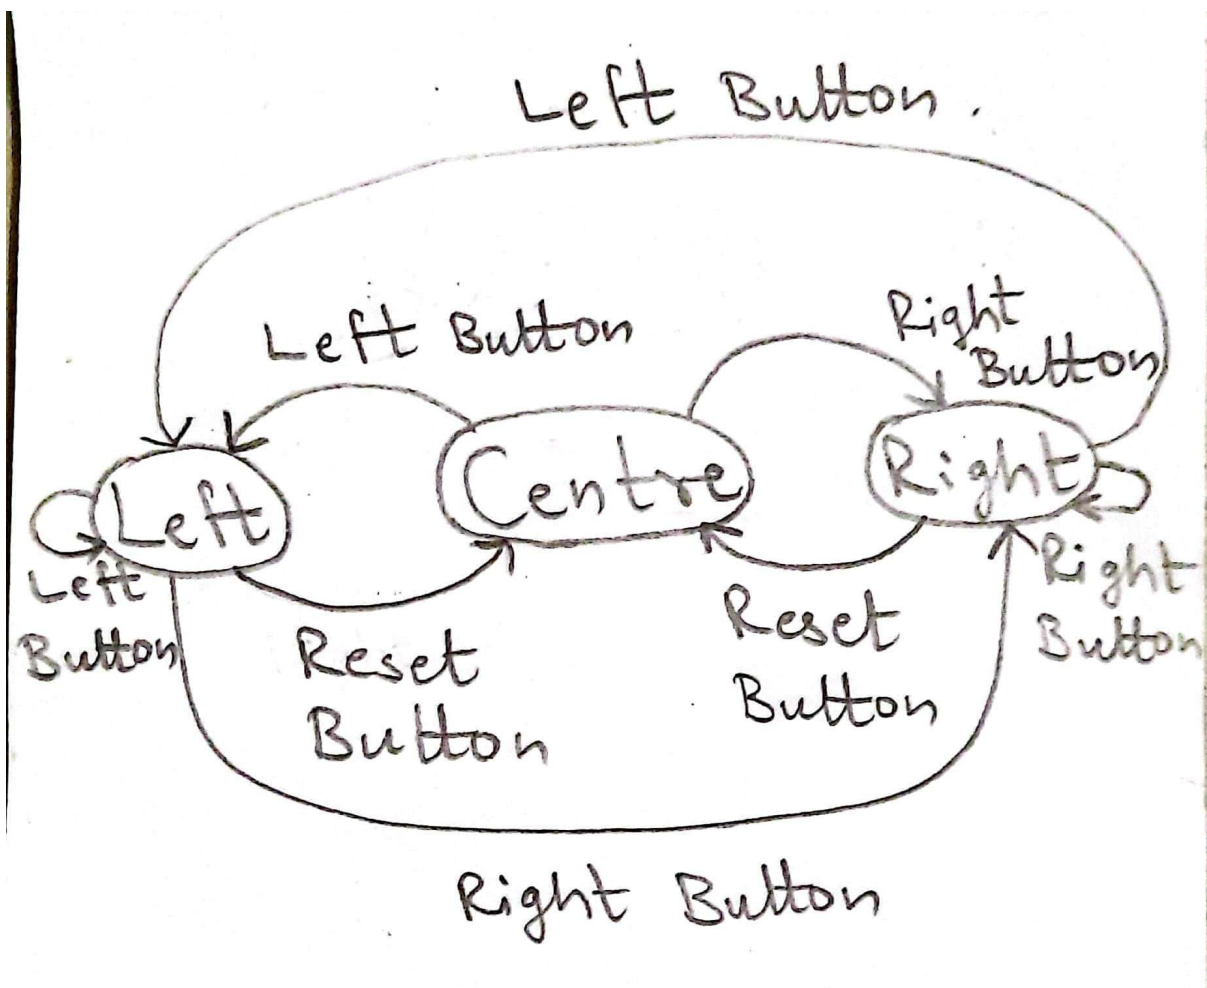 Left Button.
Left Button
Right
Button
Left
Centre
Right
Left
Button
Reset
Button
Reset
Button
Right
Button
Right Button